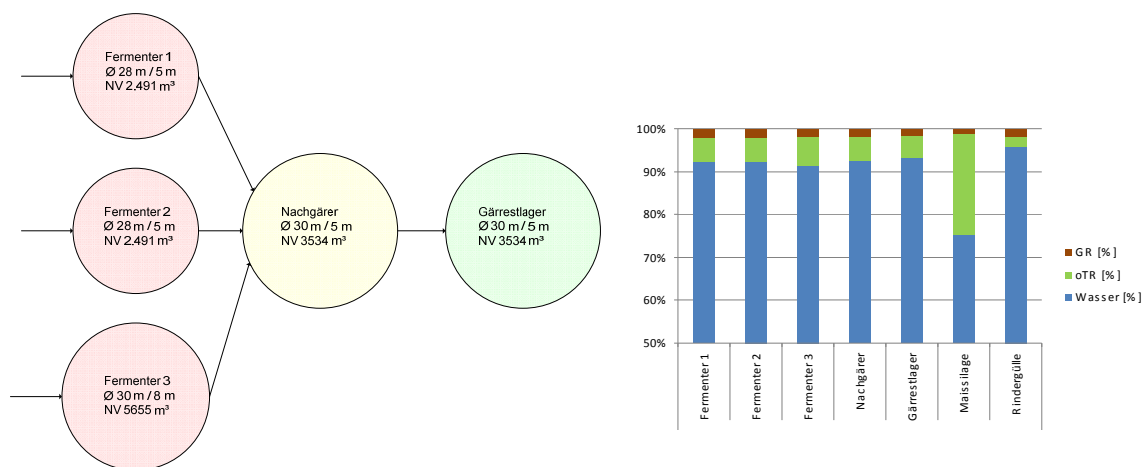 Fermenter 1
Ø 28 m / 5 m
NV 2.491 m³
Fermenter 2
Ø 28 m / 5 m
NV 2.491 m³
Fermenter 3
Ø 30 m / 8 m
NV 5655 m³
Nachgärer
Ø 30 m / 5 m
NV 3534 m³
Gärrestlager
Ø 30 m / 5 m
NV 3534 m³
100%
90%
80%
70%
60%
50%
Fermenter 1
Fermenter 2
Fermenter 3
Nachgärer
Gärrestlager
Maissilage
Rindergülle
GR [%]
oTR [%]
Wasser [%]